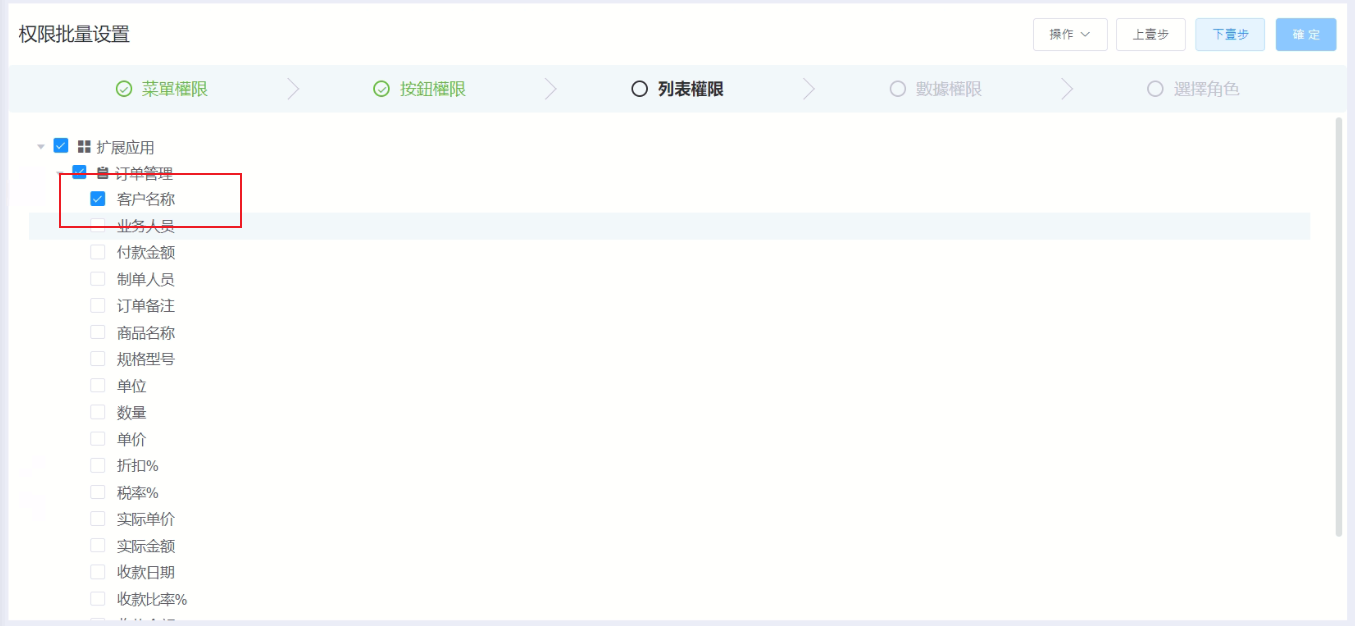 权限批量设置
操作 上壹步 下壹步 確定
菜單權限 按鈕權限 列表權限 數據權限 選擇角色
扩展应用
订单管理
客户名称
业务人员
付款金额
制单人员
订单备注
商品名称
规格型号
单位
数量
单价
折扣%
税率%
实际单价
实际金额
收款日期
收款比率%